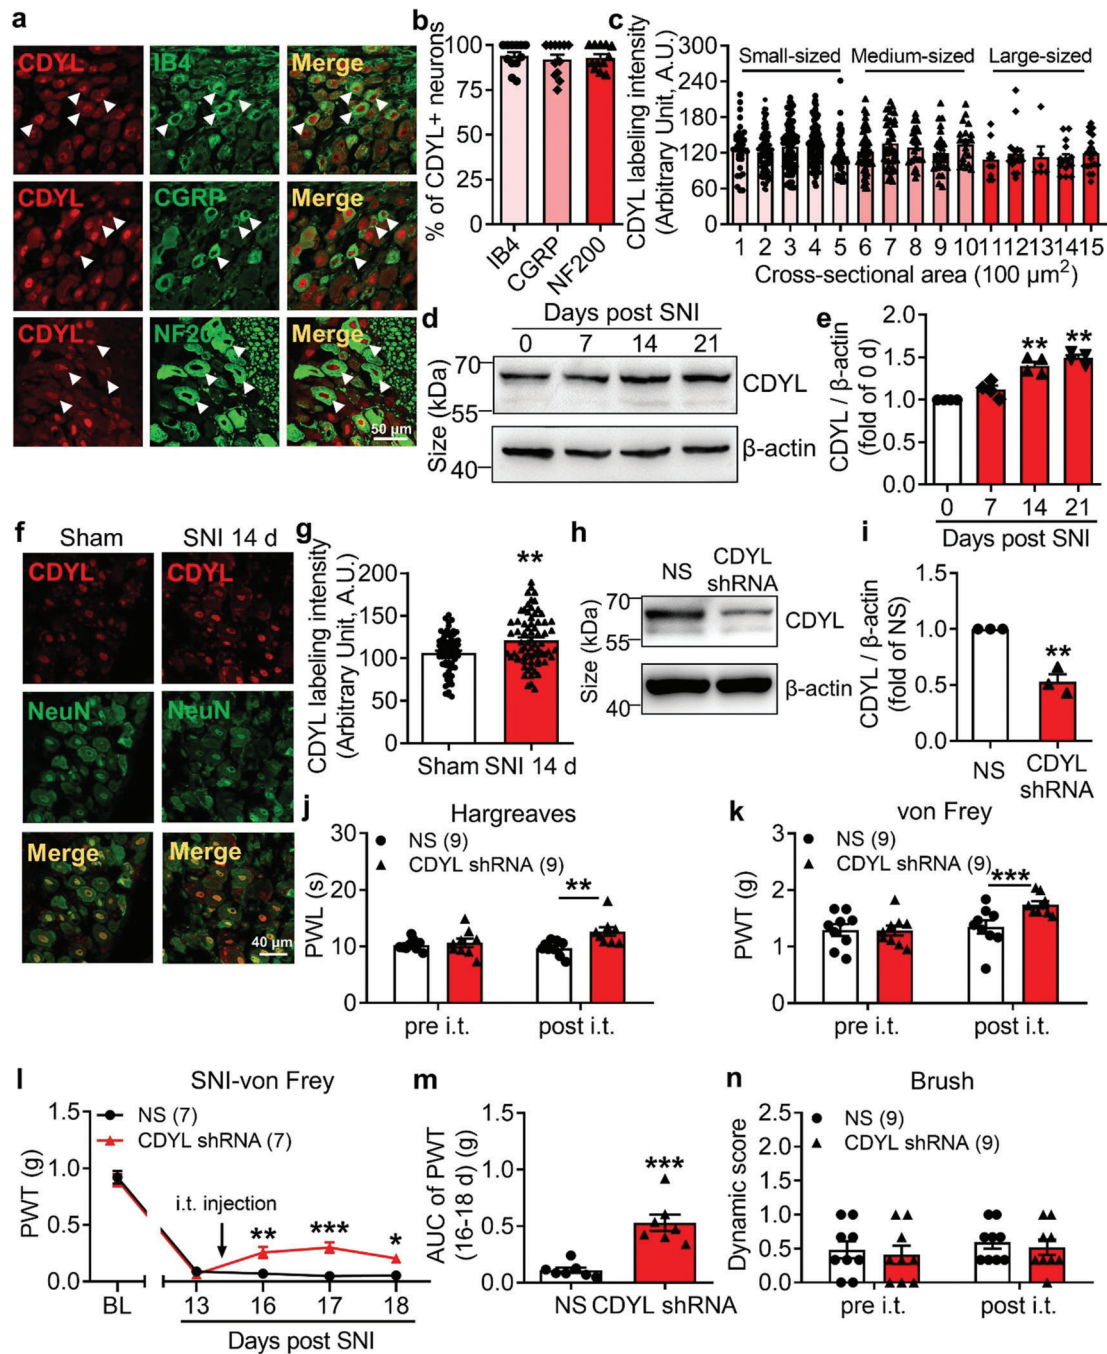 a
CDYL
IB4
Merge
CDYL
CGRP
Merge
CDYL
NF20
Merge
50 µm
b
% of CDYL+ neurons
100
75
50
25
0
IB4
CGRP
NF200
c
CDYL labeling intensity
(Arbitrary Unit, A.U.)
300
240
180
120
60
0
Small-sized
Medium-sized
Large-sized
1 2 3 4 5 6 7 8 9 10 11 12 13 14 15
Cross-sectional area (100 µm²)
d
Days post SNI
0 7 14 21
Size (kDa)
70
55
40
CDYL
β-actin
e
CDYL / β-actin
(fold of 0 d)
2.0
1.5
1.0
0.5
0.0
** **
0 7 14 21
Days post SNI
f
Sham
SNI 14 d
CDYL
CDYL
NeuN
NeuN
Merge
Merge
40 µm
g
CDYL labeling intensity
(Arbitrary Unit, A.U.)
200
150
100
50
0
**
Sham SNI 14 d
h
NS
CDYL
shRNA
Size (kDa)
70
55
40
CDYL
β-actin
i
CDYL / β-actin
(fold of NS)
1.5
1.0
0.5
0.0
**
NS
CDYL
shRNA
j
Hargreaves
NS (9)
CDYL shRNA (9)
PWL (s)
30
20
10
0
**
pre i.t. post i.t.
k
von Frey
NS (9)
CDYL shRNA (9)
PWT (g)
3
2
1
0
***
pre i.t. post i.t.
l
SNI-von Frey
NS (7)
CDYL shRNA (7)
PWT (g)
1.5
1.0
0.5
0.0
i.t. injection
** *** *
BL 13 16 17 18
Days post SNI
m
AUC of PWT
(16-18 d) (g)
1.5
1.0
0.5
0.0
***
NS CDYL shRNA
n
Brush
NS (9)
CDYL shRNA (9)
Dynamic score
2.5
2.0
1.5
1.0
0.5
0.0
pre i.t. post i.t.